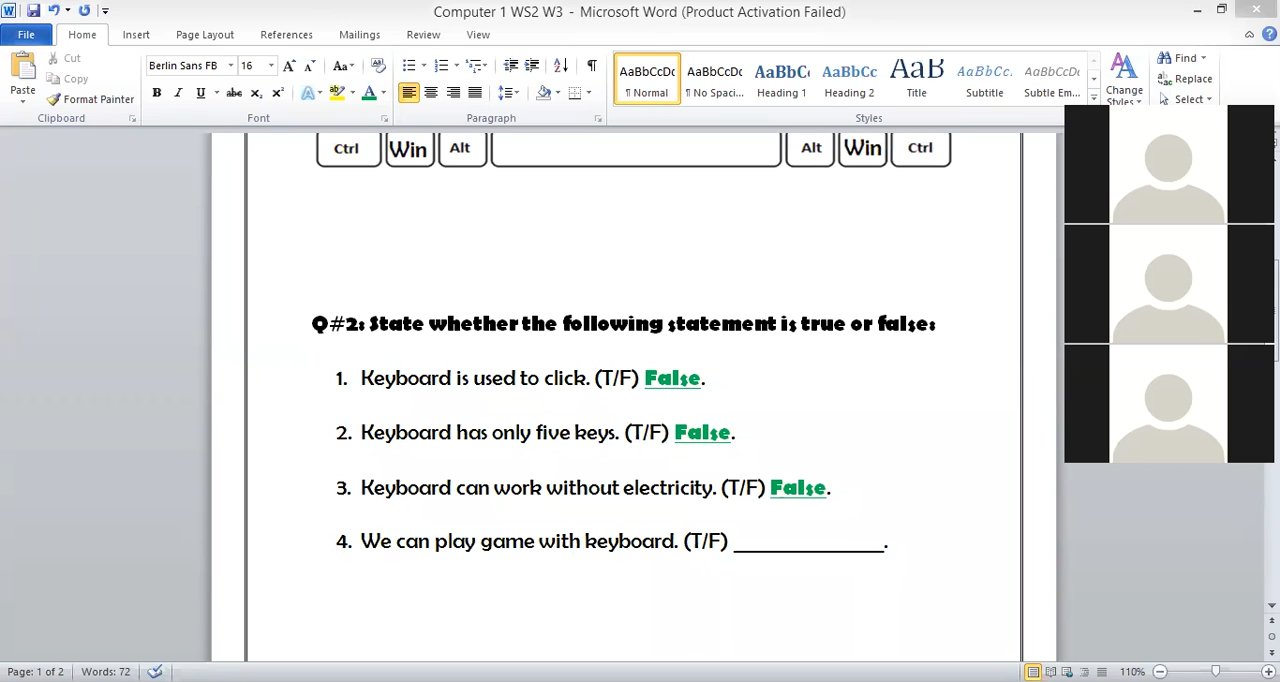 Computer 1 WS2 W3 - Microsoft Word (Product Activation Failed)
File Home Insert Page Layout References Mailings Review View
Cut
Copy
Format Painter
Paste
Clipboard
Berlin Sans FB 16
Font
Paragraph
AaBbCcDc AaBbCcDc AaBbC AaBbCc AaB AaBbCc. AaBbCcDc
¶ Normal ¶ No Spaci... Heading 1 Heading 2 Title Subtitle Subtle Em...
Change
Styles
Styles
Find
Replace
Select
Ctrl Win Alt Alt Win Ctrl
Q#2: State whether the following statement is true or false:
1. Keyboard is used to click. (T/F) False.
2. Keyboard has only five keys. (T/F) False.
3. Keyboard can work without electricity. (T/F) False.
4. We can play game with keyboard. (T/F) ______________.
Page: 1 of 2 Words: 72 110%